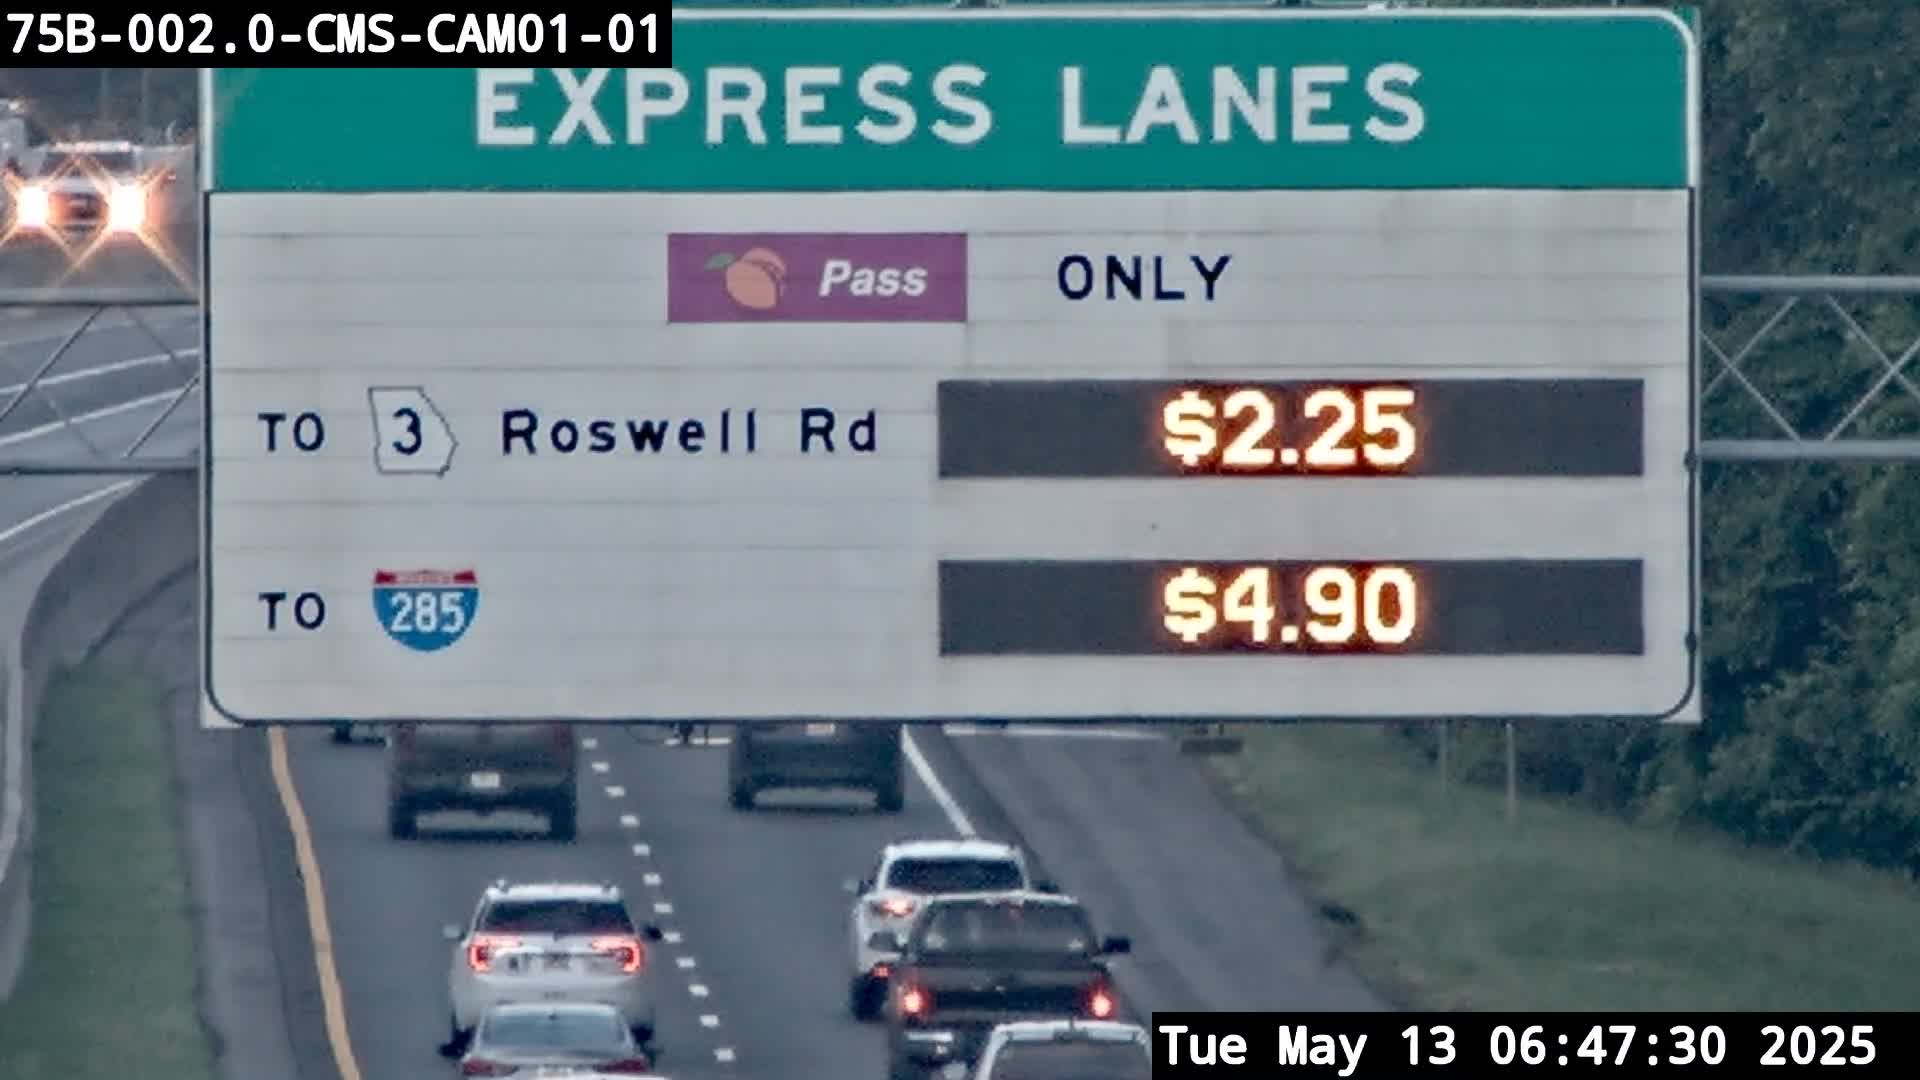 75B-002.0-CMS-CAM01-01
EXPRESS LANES
Pass ONLY
TO 3 Roswell Rd $2.25
TO 285 $4.90
Tue May 13 06:47:30 2025